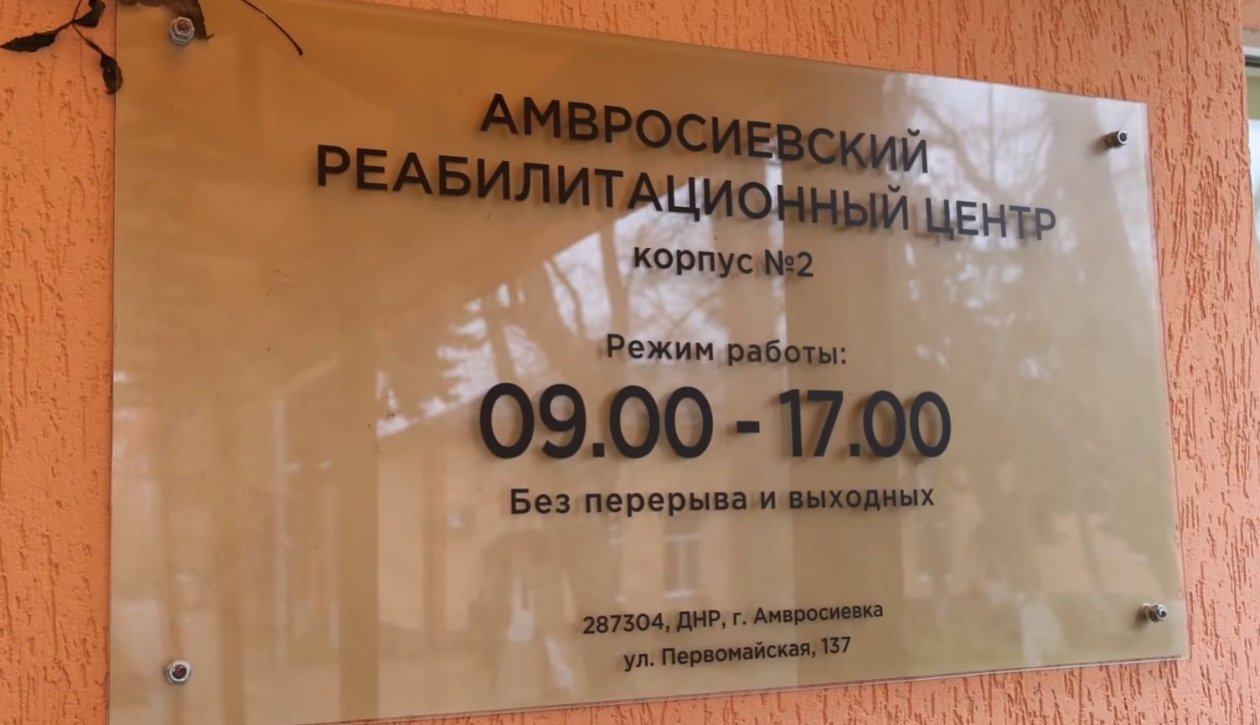 АМВРОСИЕВСКИЙ
РЕАБИЛИТАЦИОННЫЙ ЦЕНТР
корпус №2
Режим работы:
09.00 - 17.00
Без перерыва и выходных
287304, ДНР, г. Амвросиевка
ул. Первомайская, 137